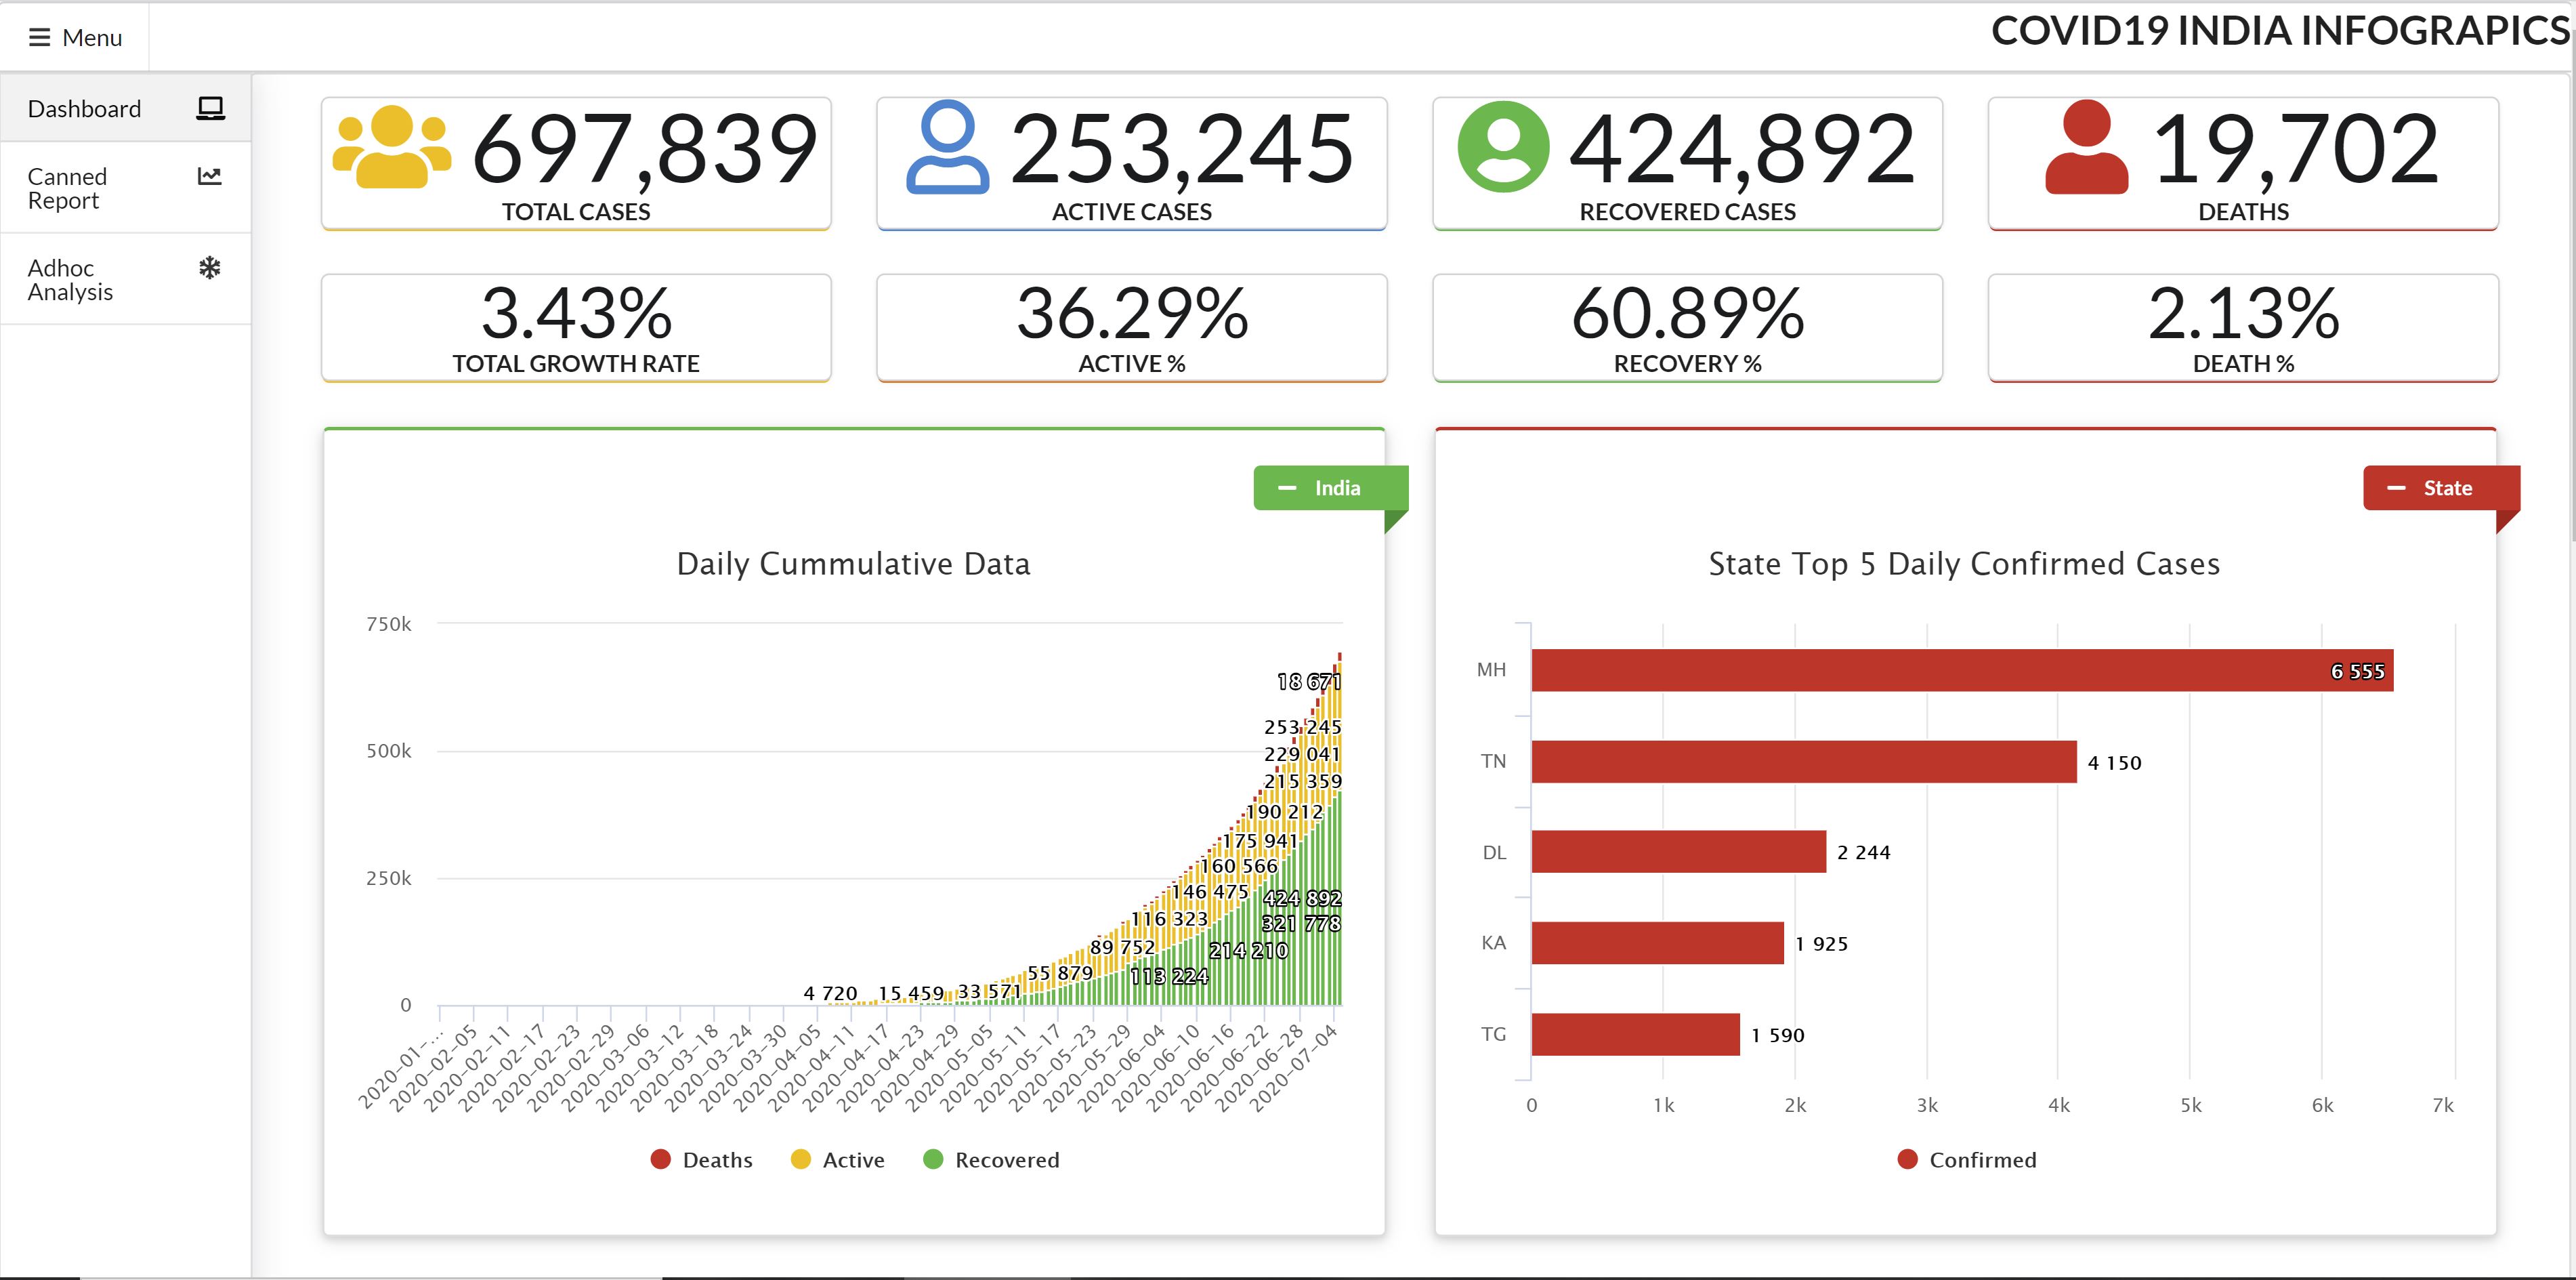 Menu
COVID19 INDIA INFOGRAPICS
Dashboard
Canned
Report
Adhoc
Analysis
697,839
TOTAL CASES
253,245
ACTIVE CASES
424,892
RECOVERED CASES
19,702
DEATHS
3.43%
TOTAL GROWTH RATE
36.29%
ACTIVE %
60.89%
RECOVERY %
2.13%
DEATH %
India
Daily Cummulative Data
750k
500k
250k
0
18 671
253 245
229 041
215 359
190 212
175 941
160 566
146 475
424 892
116 323
321 778
89 752
214 210
55 879
113 224
4 720
15 459
33 571
2020-01-...
2020-02-05
2020-02-11
2020-02-17
2020-02-23
2020-02-29
2020-03-06
2020-03-12
2020-03-18
2020-03-24
2020-03-30
2020-04-05
2020-04-11
2020-04-17
2020-04-23
2020-04-29
2020-05-05
2020-05-11
2020-05-17
2020-05-23
2020-05-29
2020-06-04
2020-06-10
2020-06-16
2020-06-22
2020-06-28
2020-07-04
Deaths
Active
Recovered
State
State Top 5 Daily Confirmed Cases
MH
6 555
TN
4 150
DL
2 244
KA
1 925
TG
1 590
0
1k
2k
3k
4k
5k
6k
7k
Confirmed